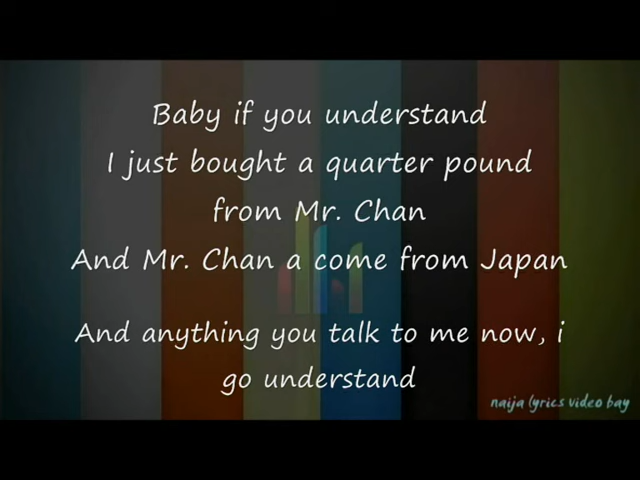 Baby if you understand
I just bought a quarter pound
from Mr. Chan
And Mr. Chan a come from Japan
And anything you talk to me now, i
go understand
naija lyrics video bay